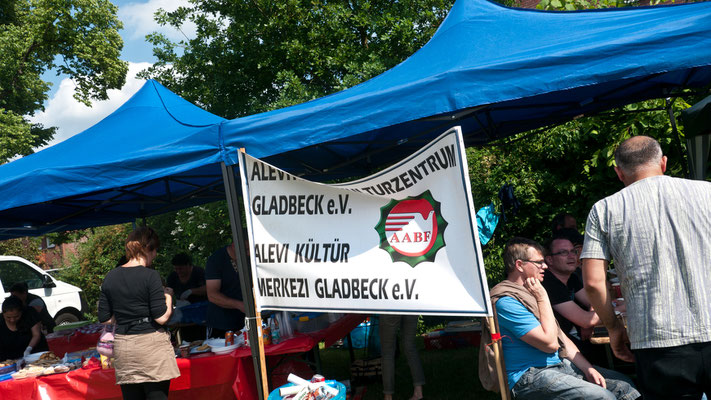 ALEVI KULTURZENTRUM
GLADBECK e.V.
AABF
ALEVI KÜLTÜR
MERKEZI GLADBECK e.V.